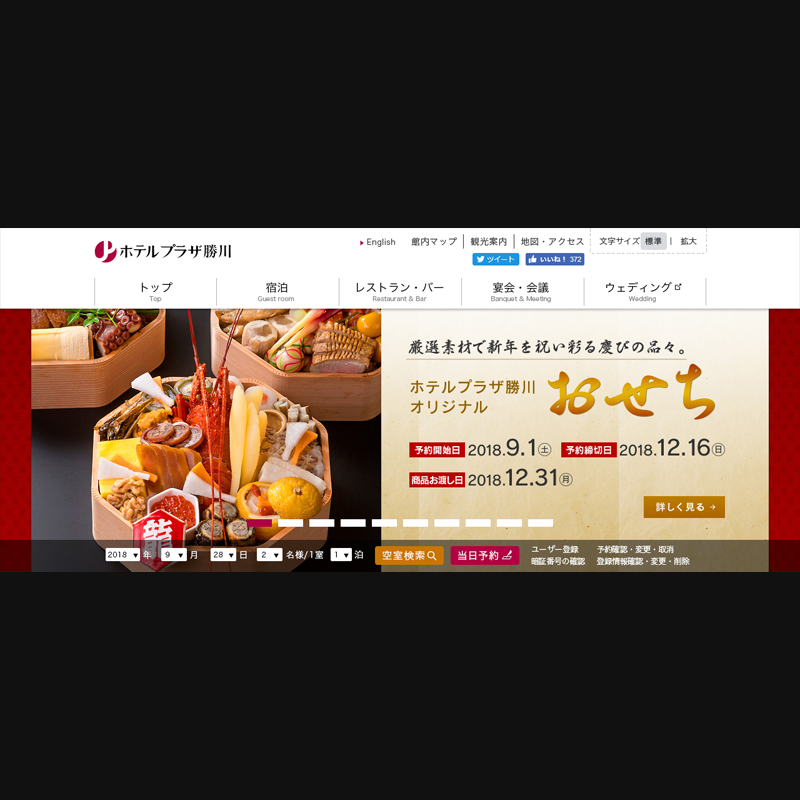 ホテルプラザ勝川
English
館内マップ
観光案内
地図・アクセス
文字サイズ 標準 | 拡大
ツイート
いいね! 372
トップ
Top
宿泊
Guest room
レストラン・バー
Restaurant & Bar
宴会・会議
Banquet & Meeting
ウェディング
Wedding
厳選素材で新年を祝い彩る慶びの品々。
ホテルプラザ勝川
オリジナル
おせち
予約開始日 2018.9.1 土 予約締切日 2018.12.16 日
商品お渡し日 2018.12.31 月
詳しく見る
2018 年 9 月 28 日 2 名様/1室 1 泊
空室検索
当日予約
ユーザー登録 予約確認・変更・取消
暗証番号の確認 登録情報確認・変更・削除